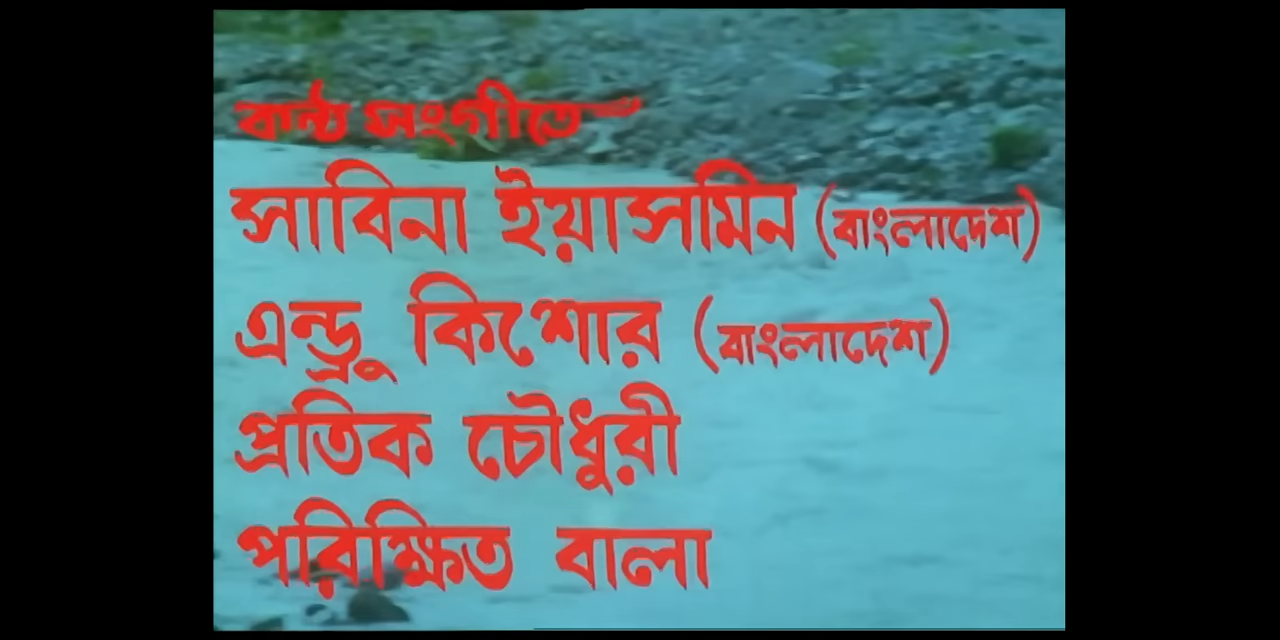 কন্ঠ সংগীতে
সাবিনা ইয়াসমিন (বাংলাদেশ)
এন্ড্রু কিশোর (বাংলাদেশ)
প্রতিক চৌধুরী
পরিক্ষিত বালা